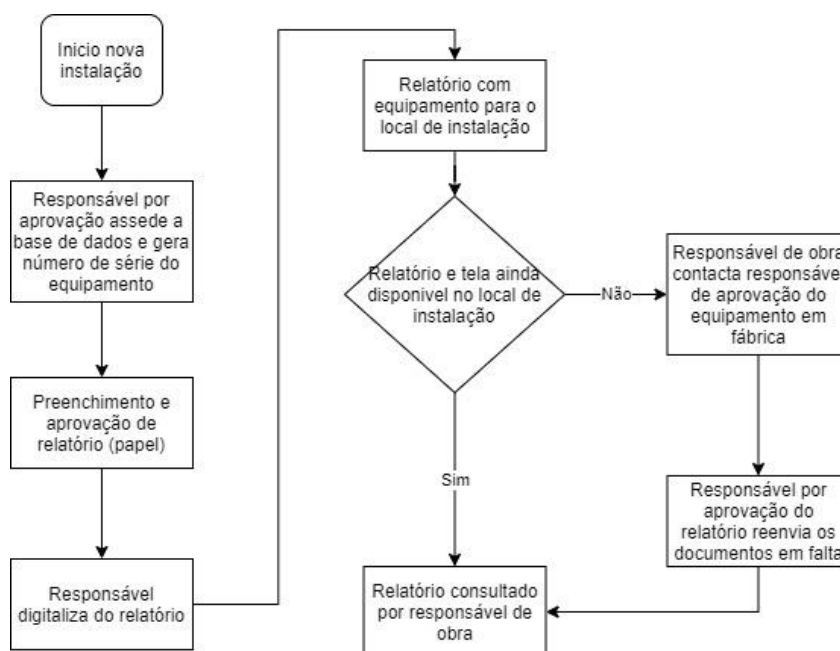 Inicio nova
instalação
Responsável por
aprovação assede a
base de dados e gera
número de série do
equipamento
Preenchimento e
aprovação de
relatório (papel)
Responsável
digitaliza do relatório
Relatório com
equipamento para o
local de instalação
Relatório e tela ainda
disponivel no local de
instalação
Não
Responsável de obra
contacta responsável
de aprovação do
equipamento em
fábrica
Responsável por
aprovação do
relatório reenvia os
documentos em falta
Sim
Relatório consultado
por responsável de
obra